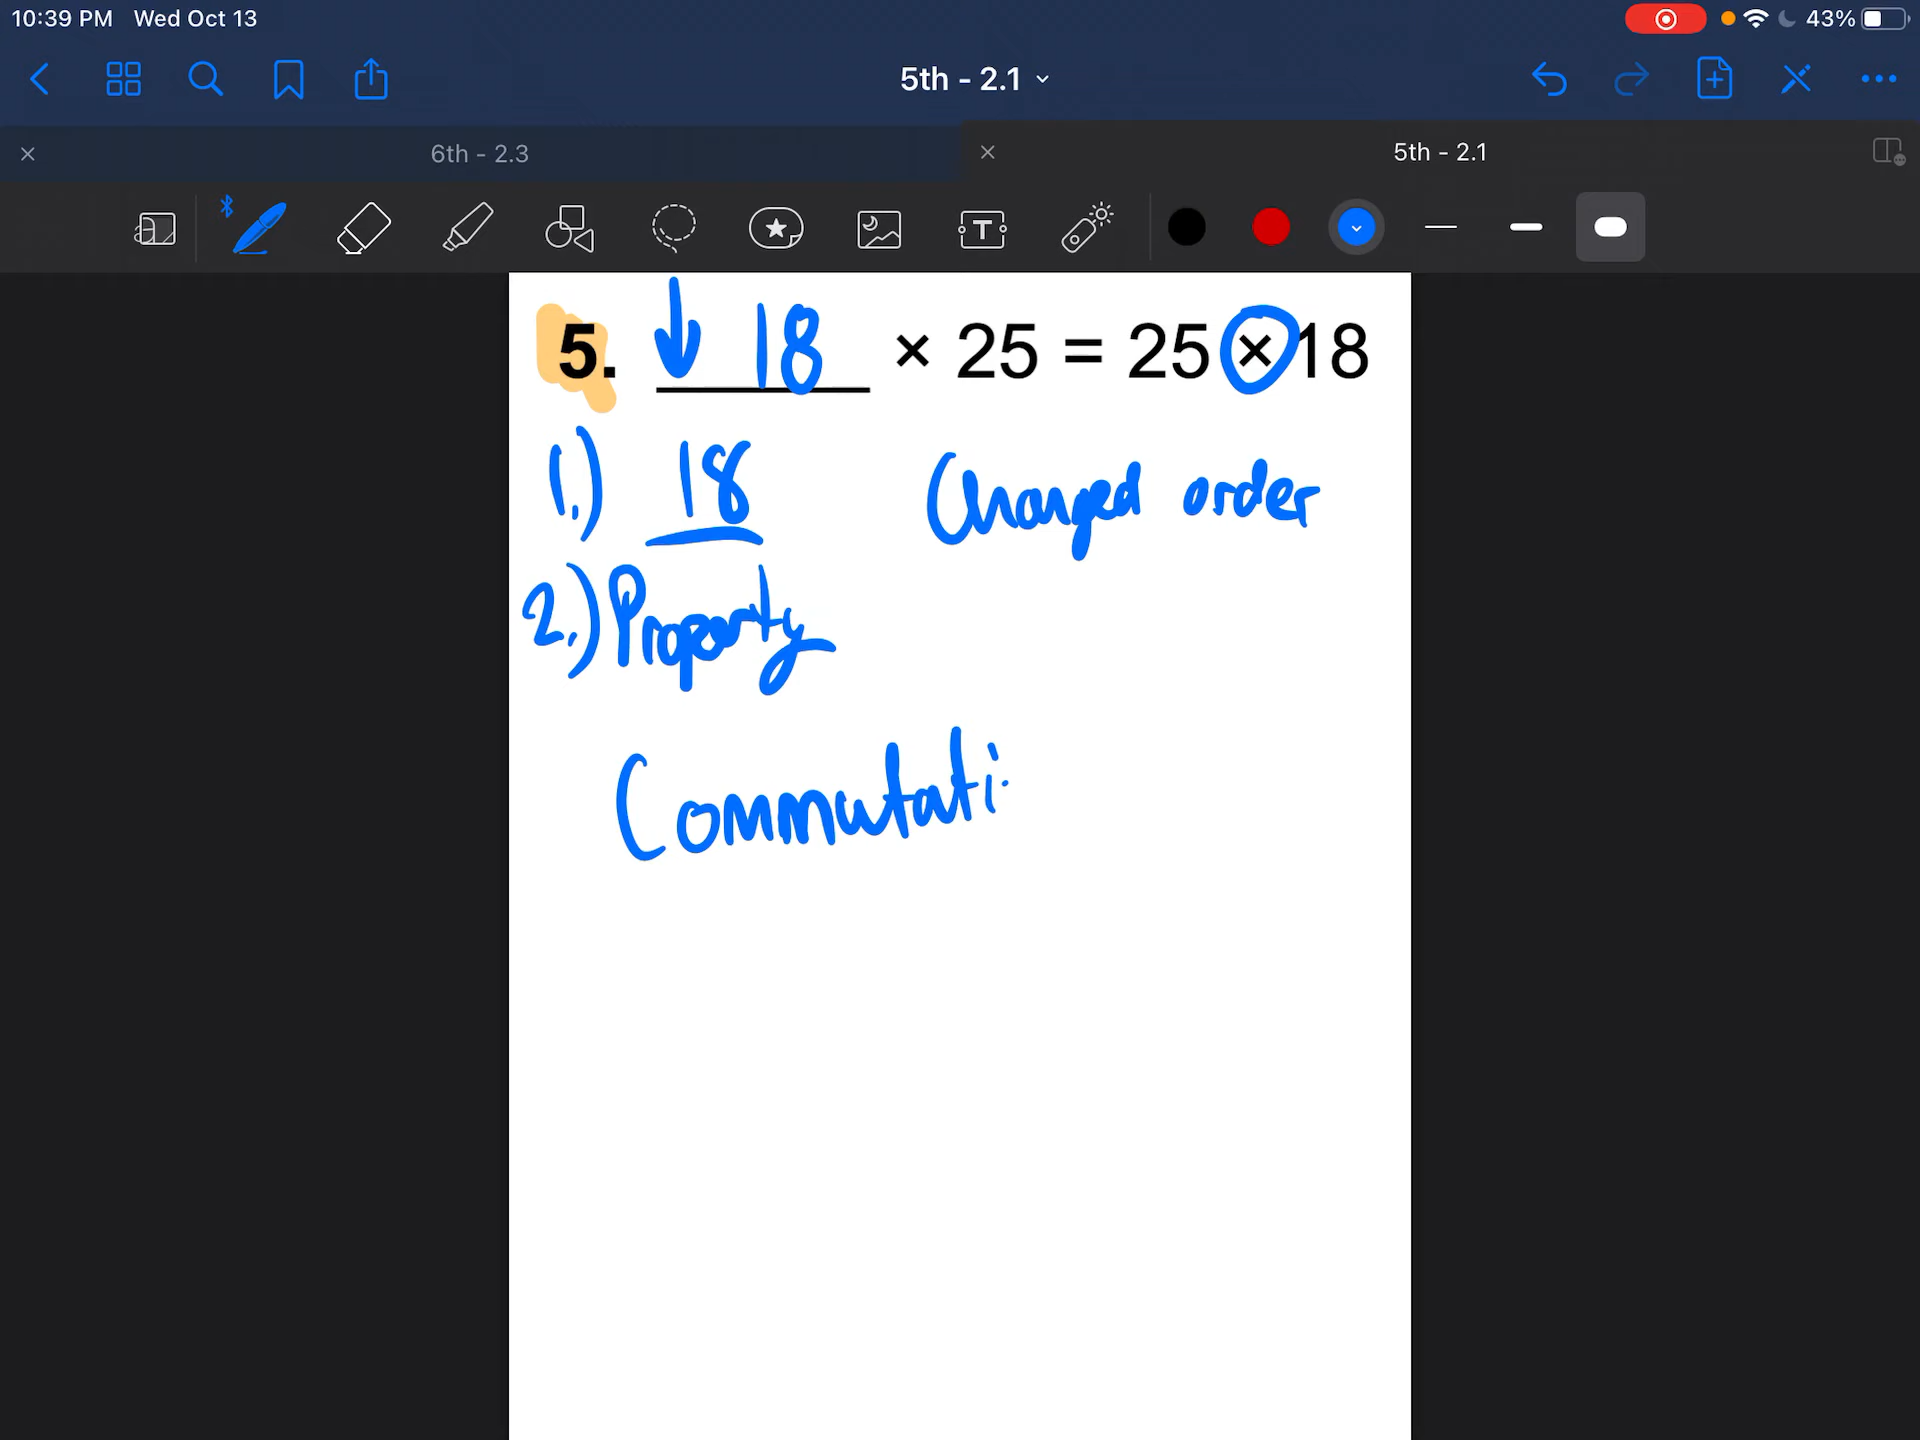 10:39 PM Wed Oct 13
43%
5th - 2.1
6th - 2.3
5th - 2.1
5. 18 × 25 = 25 × 18
1.) 18 Changed order
2.) Property
Commutati